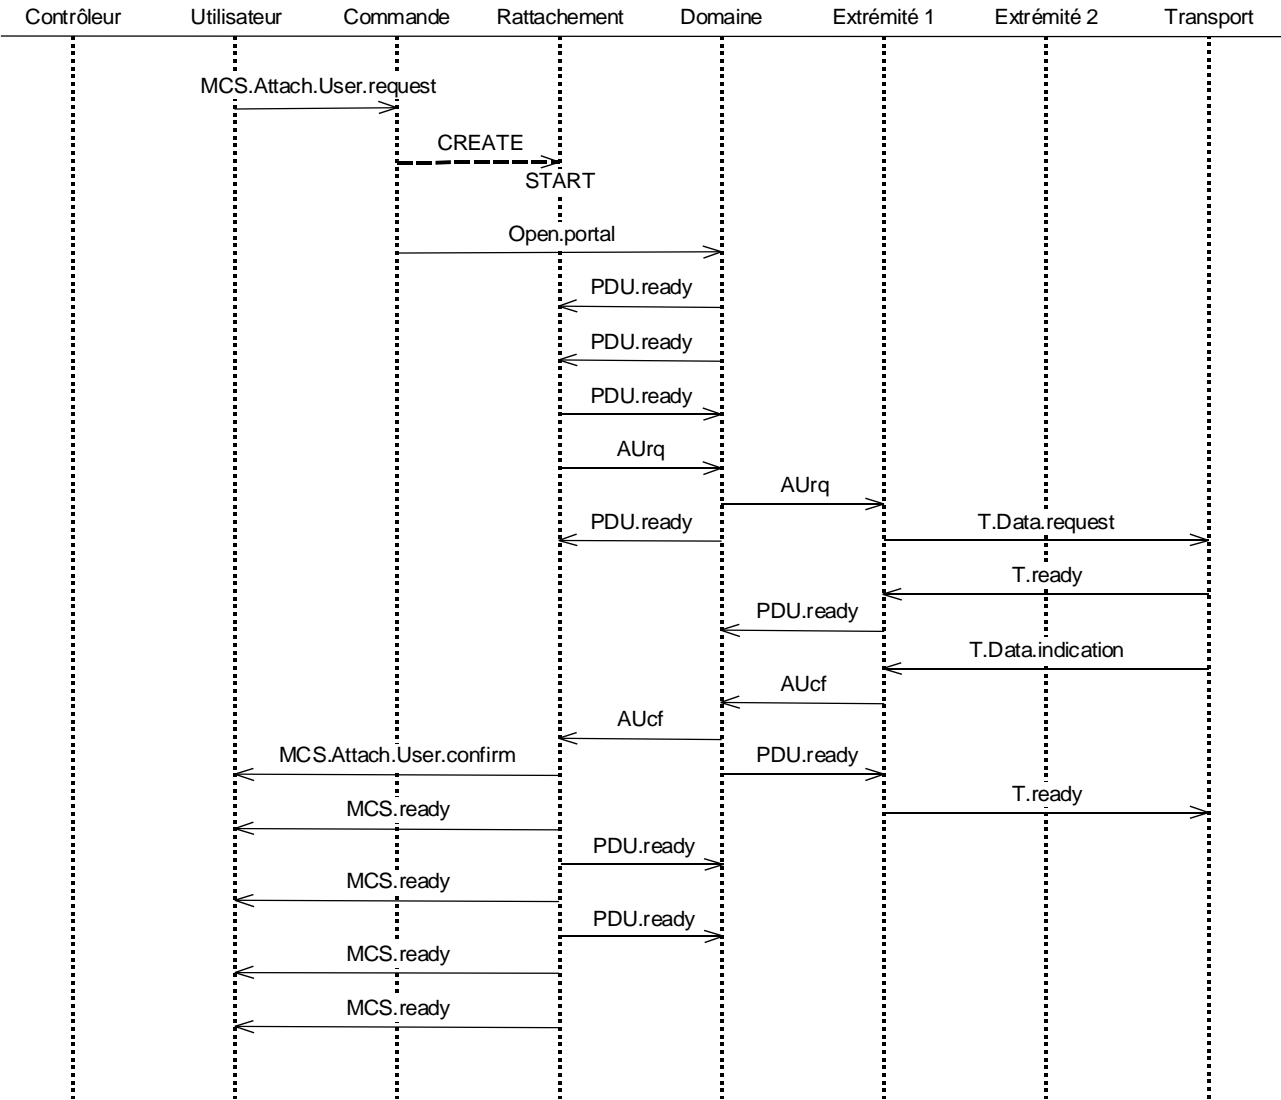 Contrôleur Utilisateur Commande Rattachement Domaine Extrémité 1 Extrémité 2 Transport
MCS.Attach.User.request
CREATE
START
Open.portal
PDU.ready
PDU.ready
PDU.ready
AUrq
AUrq
PDU.ready T.Data.request
T.ready
PDU.ready
T.Data.indication
AUcf
AUcf
MCS.Attach.User.confirm PDU.ready
MCS.ready T.ready
PDU.ready
MCS.ready
PDU.ready
MCS.ready
MCS.ready